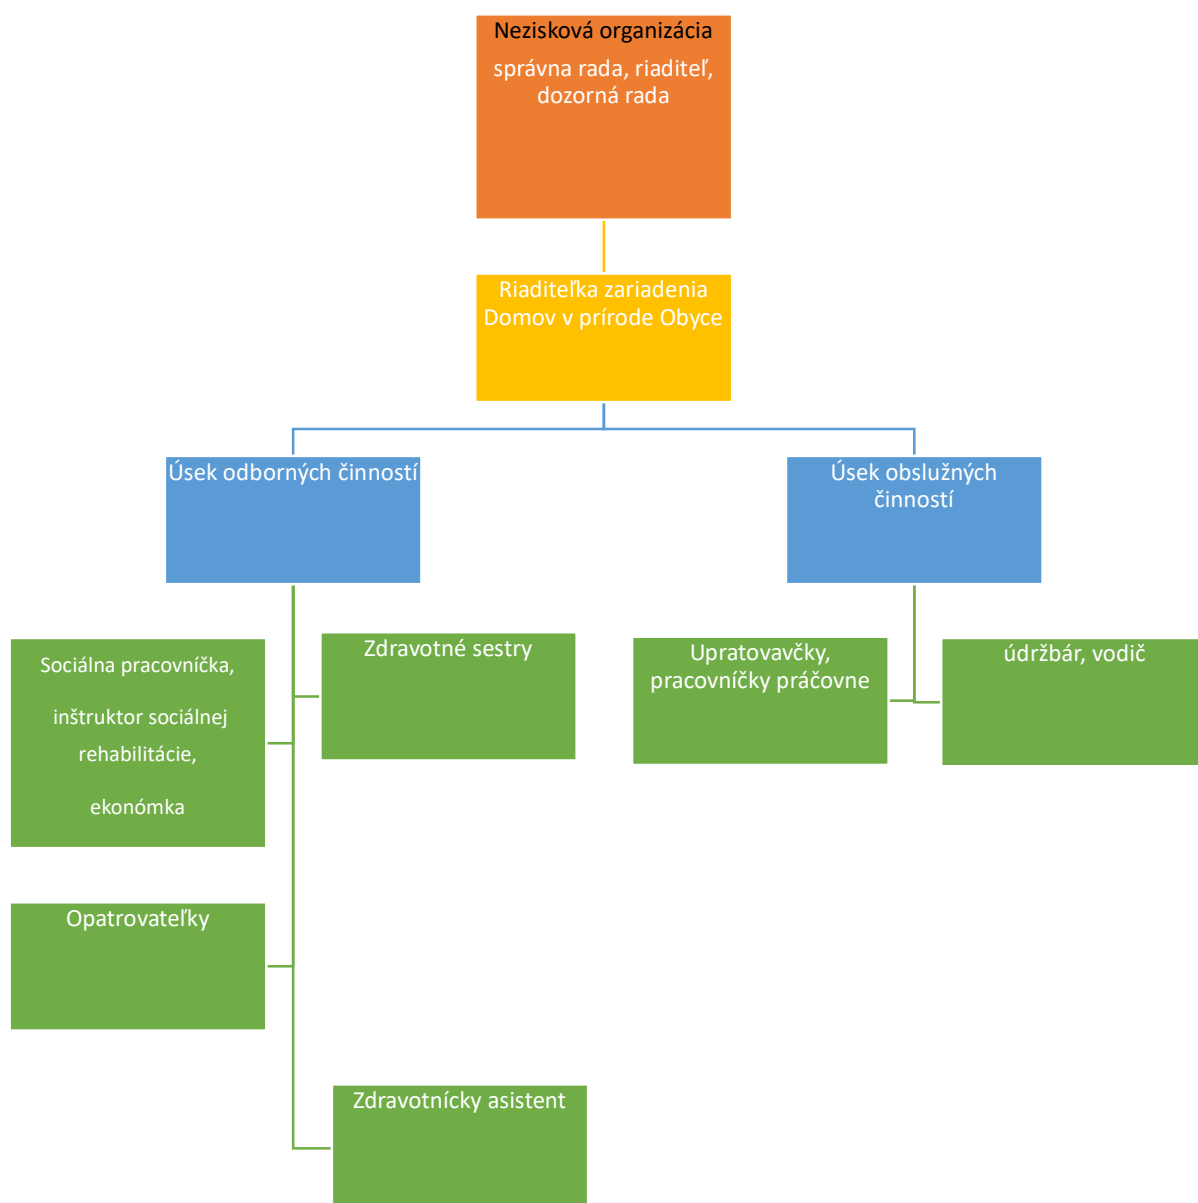 Nezisková organizácia
správna rada, riaditeľ,
dozorná rada
Riaditeľka zariadenia
Domov v prírode Obyce
Úsek odborných činností
Úsek obslužných
činností
Sociálna pracovníčka,
inštruktor sociálnej
rehabilitácie,
ekonómka
Zdravotné sestry
Upratovavčky,
pracovníčky práčovne
údržbár, vodič
Opatrovateľky
Zdravotnícky asistent